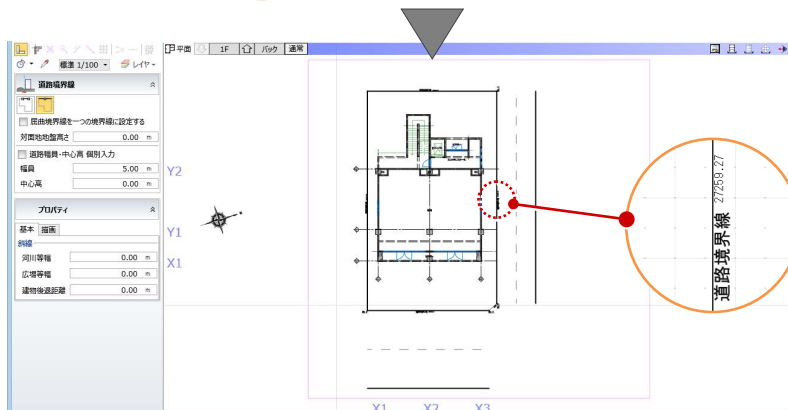 平面 1F バック 通常
標準 1/100 レイヤ
道路境界線
屈曲境界線を一つの境界線に設定する
対面地地盤高さ 0.00 m
道路幅員・中心高 個別入力
幅員 5.00 m
中心高 0.00 m
プロパティ
基本 描画
斜線
河川等幅 0.00 m
広場等幅 0.00 m
建物後退距離 0.00 m
Y2
Y1
X1
X1 X2 X3
道路境界線 27259.27